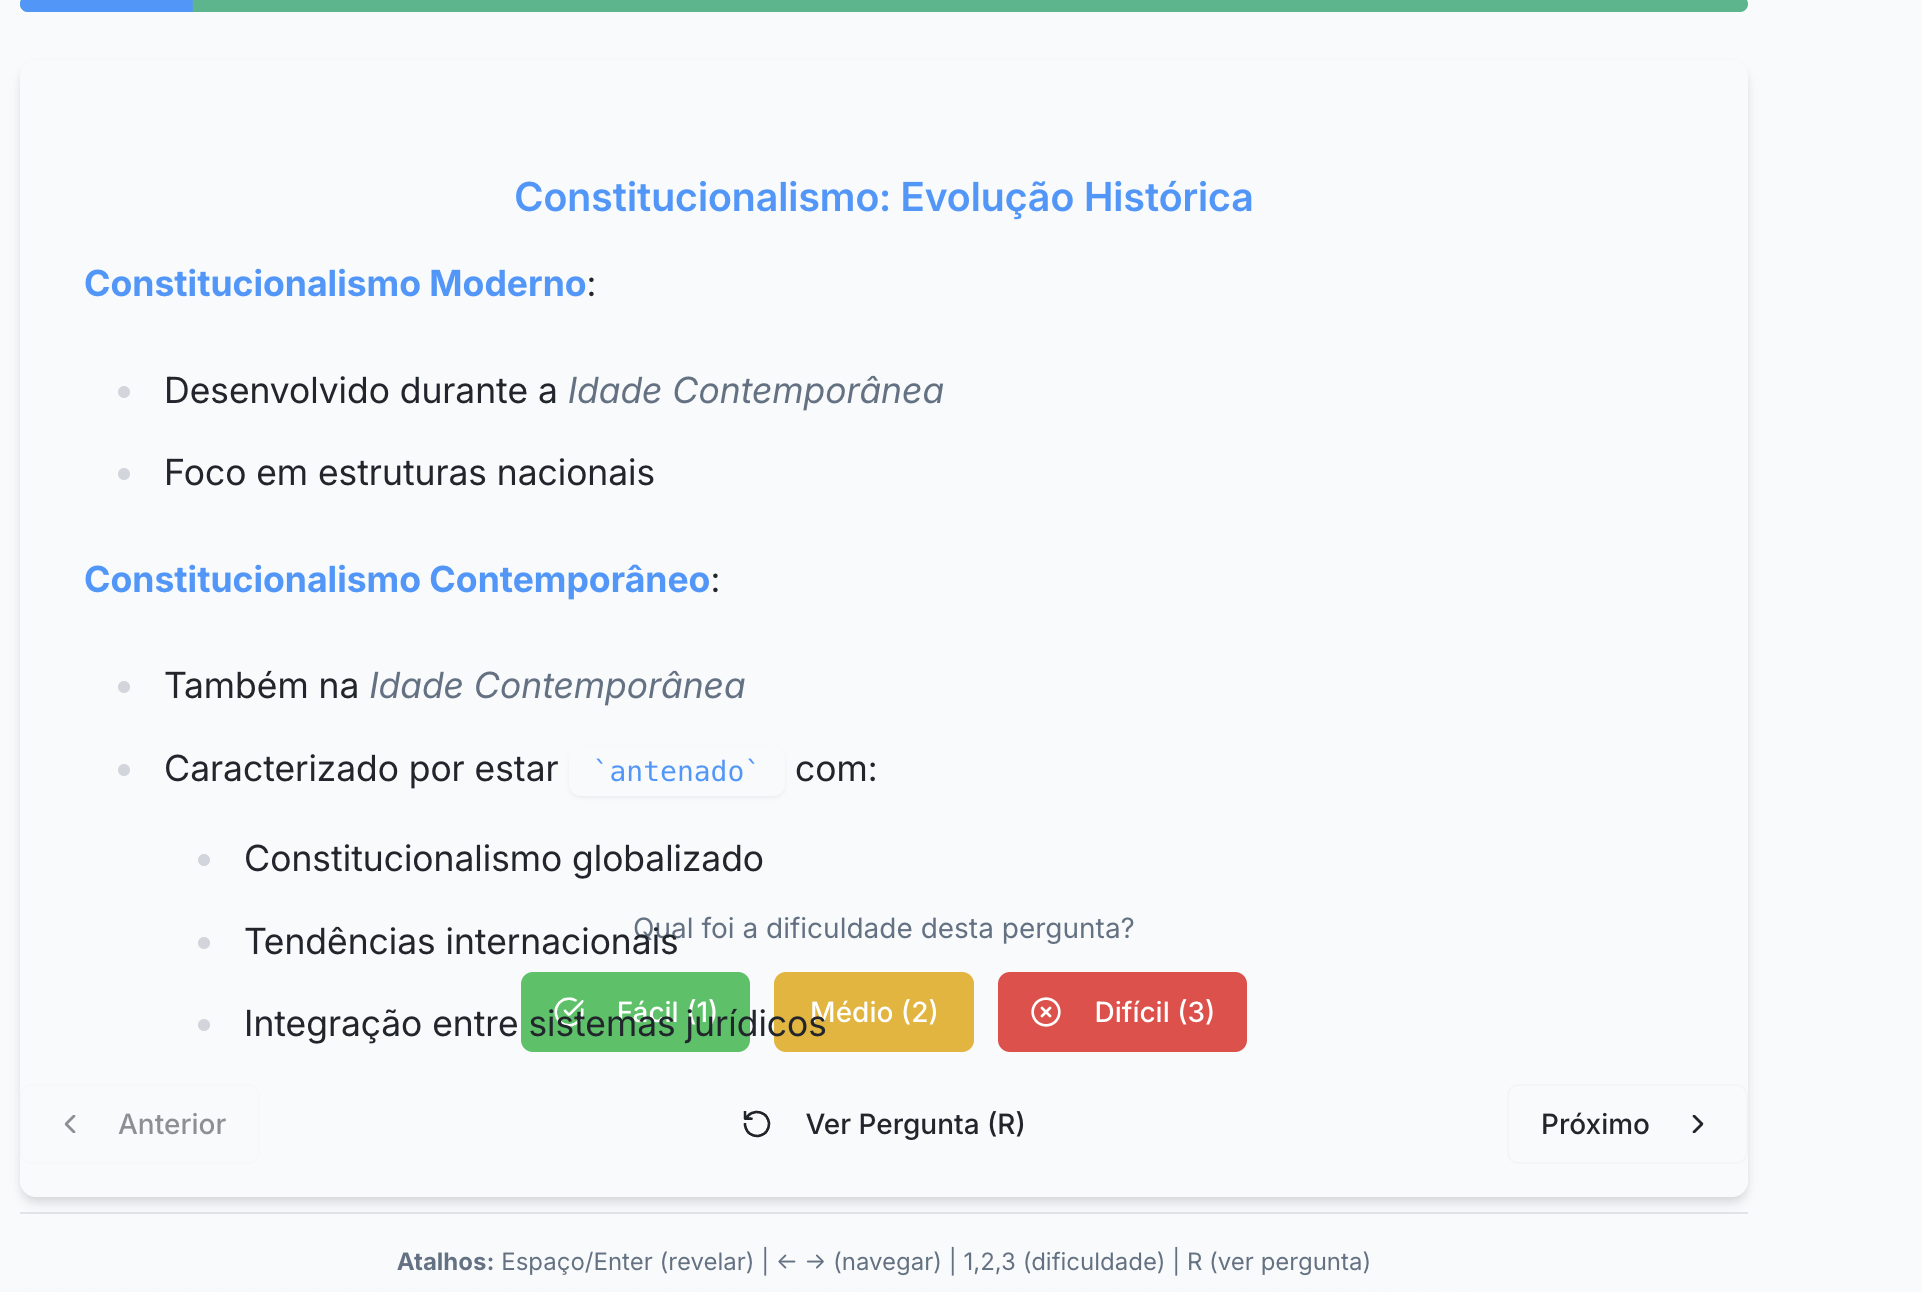 Constitucionalismo: Evolução Histórica
Constitucionalismo Moderno:
Desenvolvido durante a Idade Contemporânea
Foco em estruturas nacionais
Constitucionalismo Contemporâneo:
Também na Idade Contemporânea
Caracterizado por estar `antenado` com:
Constitucionalismo globalizado
Qual foi a dificuldade desta pergunta?
Tendências internacionais
Fácil (1) Médio (2) Difícil (3)
Integração entre sistemas jurídicos
Anterior Ver Pergunta (R) Próximo
Atalhos: Espaço/Enter (revelar) | ← → (navegar) | 1,2,3 (dificuldade) | R (ver pergunta)